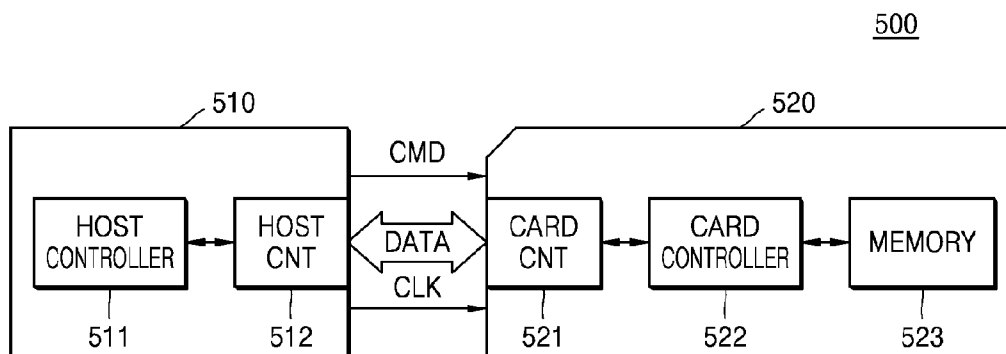 500
510
520
CMD
HOST
CONTROLLER
HOST
CNT
DATA
CARD
CNT
CARD
CONTROLLER
MEMORY
CLK
511
512
521
522
523